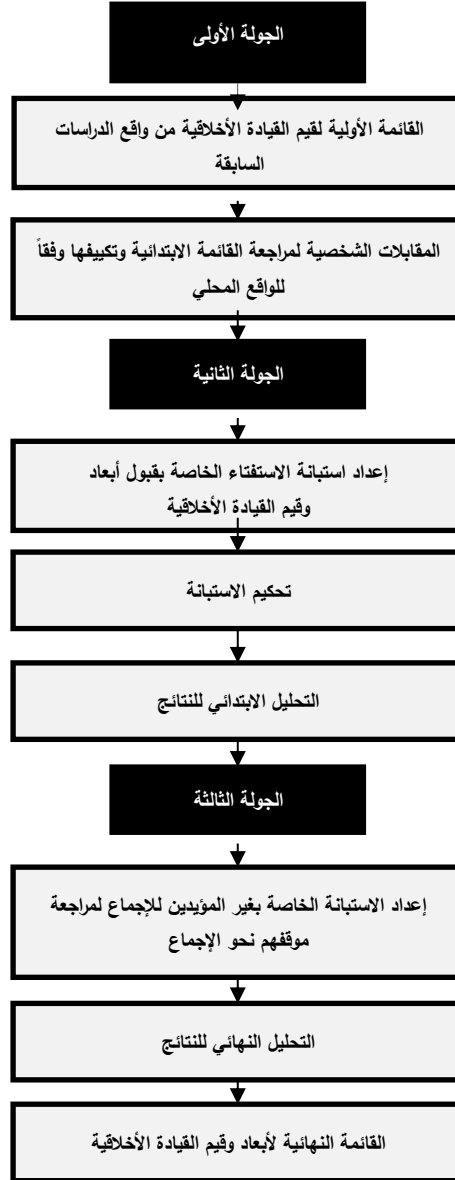 الجولة الأولى
القائمة الأولية لقيم القيادة الأخلاقية من واقع الدراسات
السابقة
المقابلات الشخصية لمراجعة القائمة الابتدائية وتكييفها وفقاً
للواقع المحلي
الجولة الثانية
إعداد استبانة الاستفتاء الخاصة بقبول أبعاد
وقيم القيادة الأخلاقية
تحكيم الاستبانة
التحليل الابتدائي للنتائج
الجولة الثالثة
إعداد الاستبانة الخاصة بغير المؤيدين للإجماع لمراجعة
موقفهم نحو الإجماع
التحليل النهائي للنتائج
القائمة النهائية لأبعاد وقيم القيادة الأخلاقية